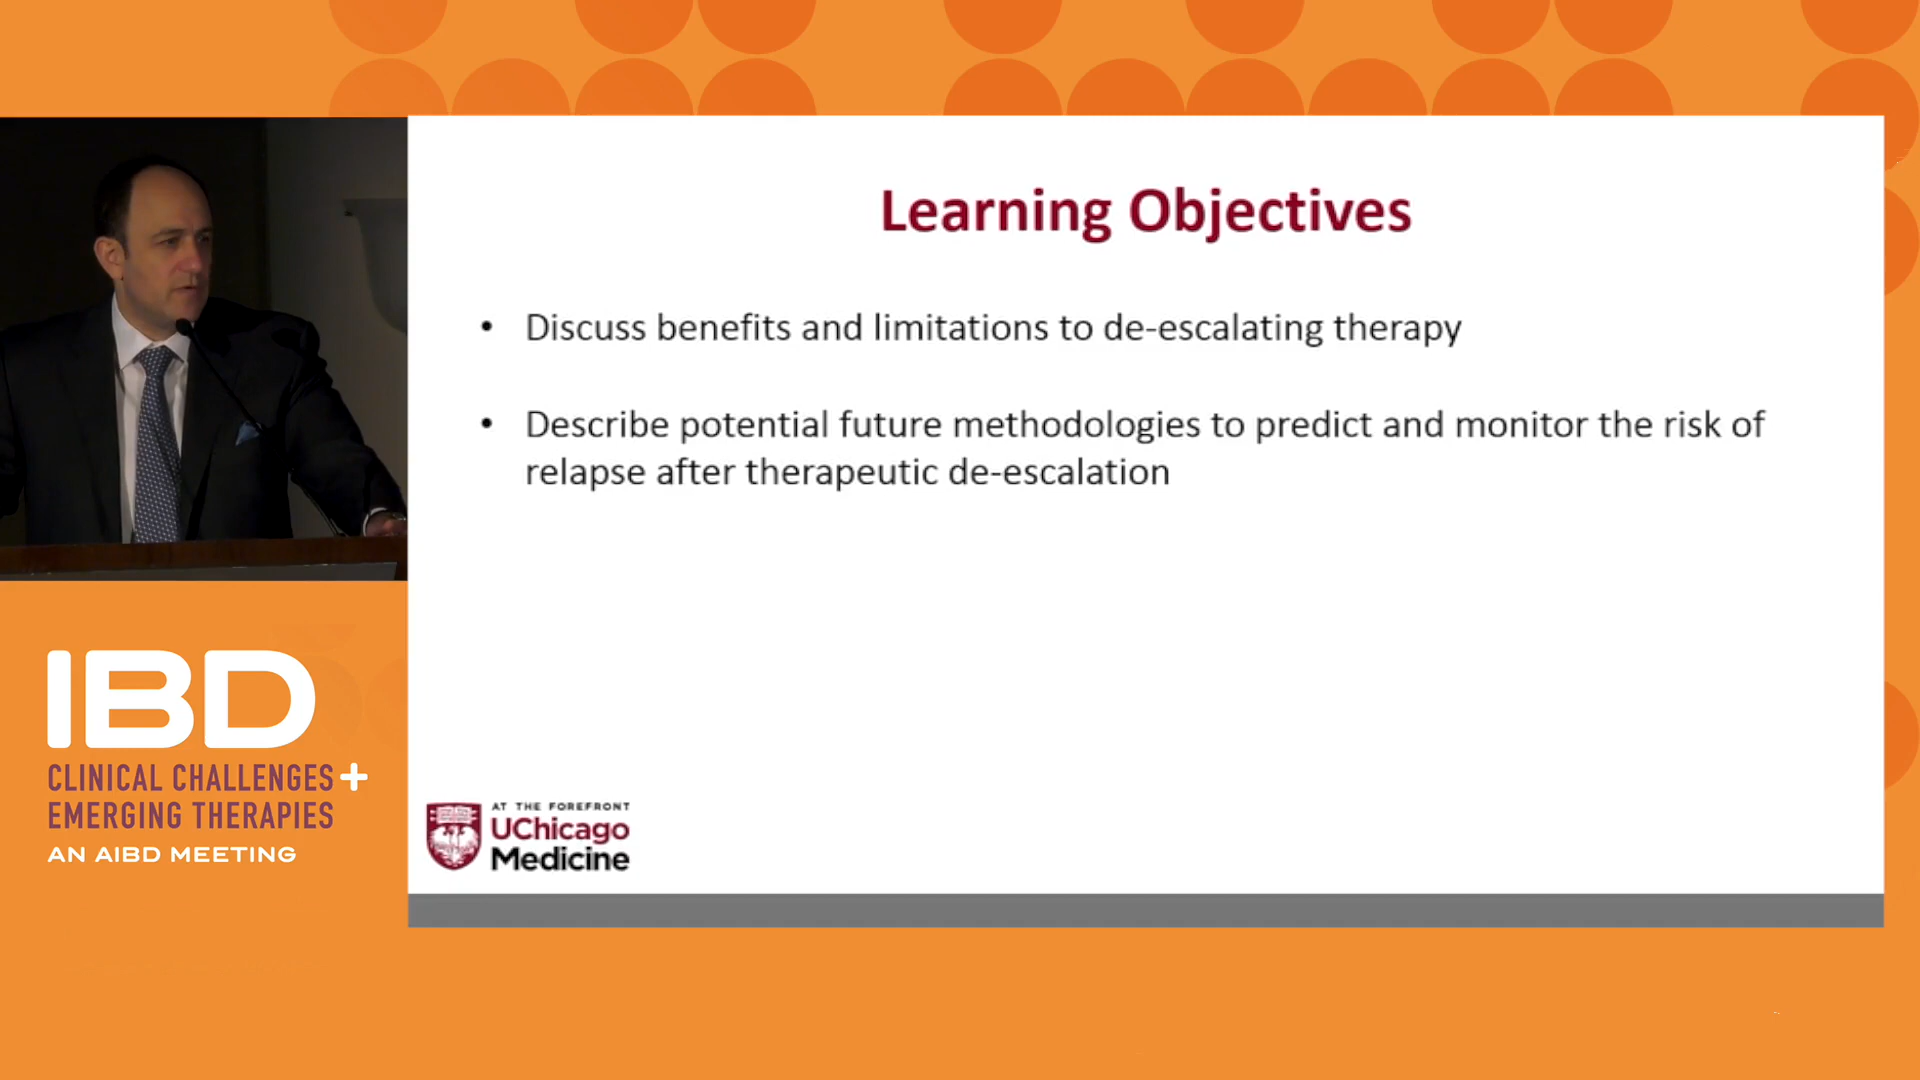 Learning Objectives
• Discuss benefits and limitations to de-escalating therapy
• Describe potential future methodologies to predict and monitor the risk of
relapse after therapeutic de-escalation
IBD
CLINICAL CHALLENGES +
EMERGING THERAPIES
AN AIBD MEETING
AT THE FOREFRONT
UChicago
Medicine